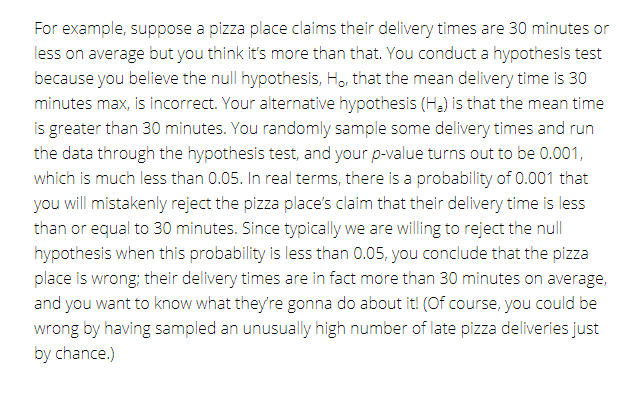 For example, suppose a pizza place claims their delivery times are 30 minutes or
less on average but you think it's more than that. You conduct a hypothesis test
because you believe the null hypothesis, Hₒ, that the mean delivery time is 30
minutes max, is incorrect. Your alternative hypothesis (Hₐ) is that the mean time
is greater than 30 minutes. You randomly sample some delivery times and run
the data through the hypothesis test, and your p-value turns out to be 0.001,
which is much less than 0.05. In real terms, there is a probability of 0.001 that
you will mistakenly reject the pizza place's claim that their delivery time is less
than or equal to 30 minutes. Since typically we are willing to reject the null
hypothesis when this probability is less than 0.05, you conclude that the pizza
place is wrong; their delivery times are in fact more than 30 minutes on average,
and you want to know what they're gonna do about it! (Of course, you could be
wrong by having sampled an unusually high number of late pizza deliveries just
by chance.)